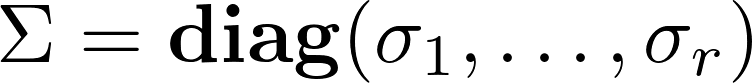 Σ = diag(σ₁, . . . , σᵣ)